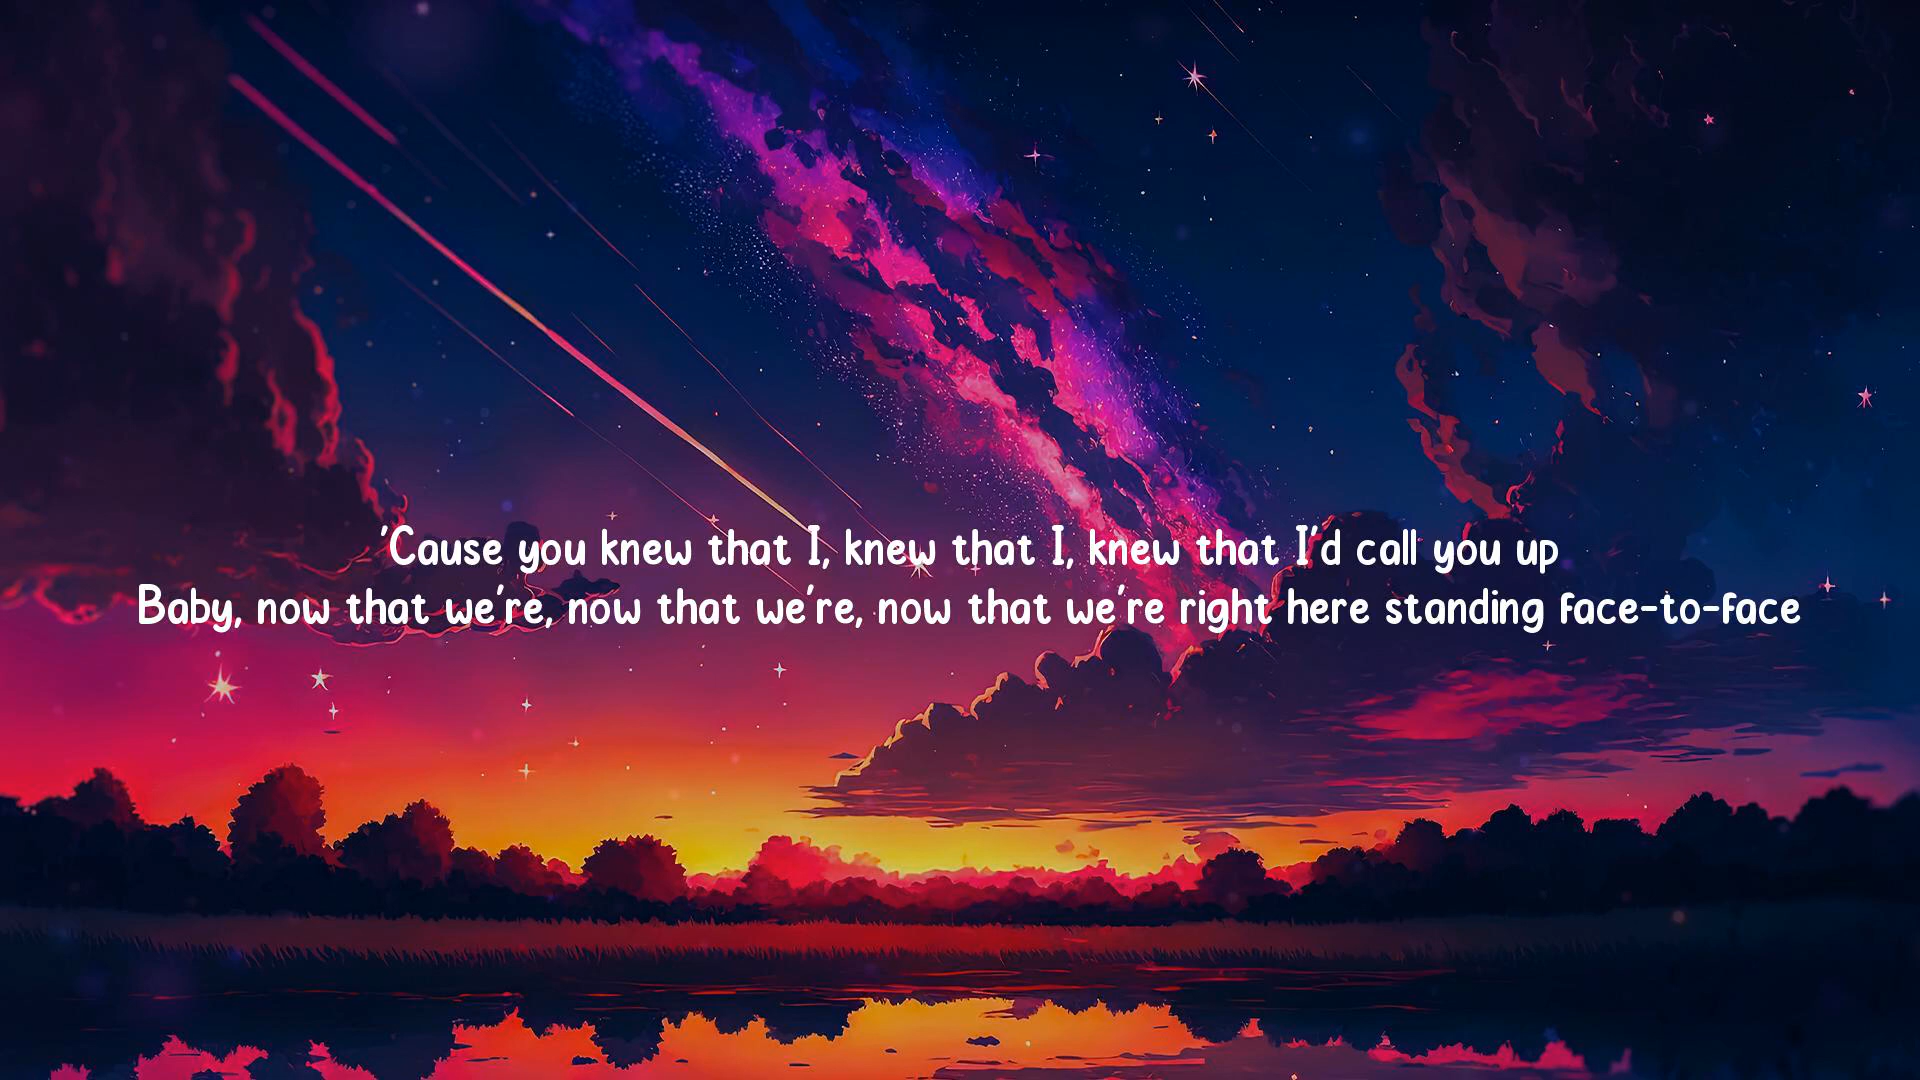 'Cause you knew that I, knew that I, knew that I'd call you up
Baby, now that we're, now that we're, now that we're right here standing face-to-face